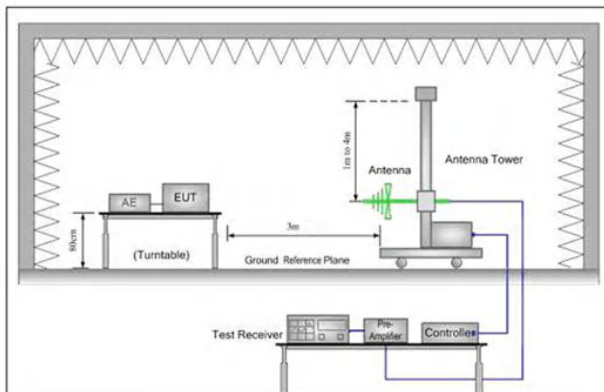 1m to 4m
Antenna
Antenna Tower
AE
EUT
80cm
(Turntable)
3m
Ground Reference Plane
Test Receiver
Pre-
Amplifier
Controller